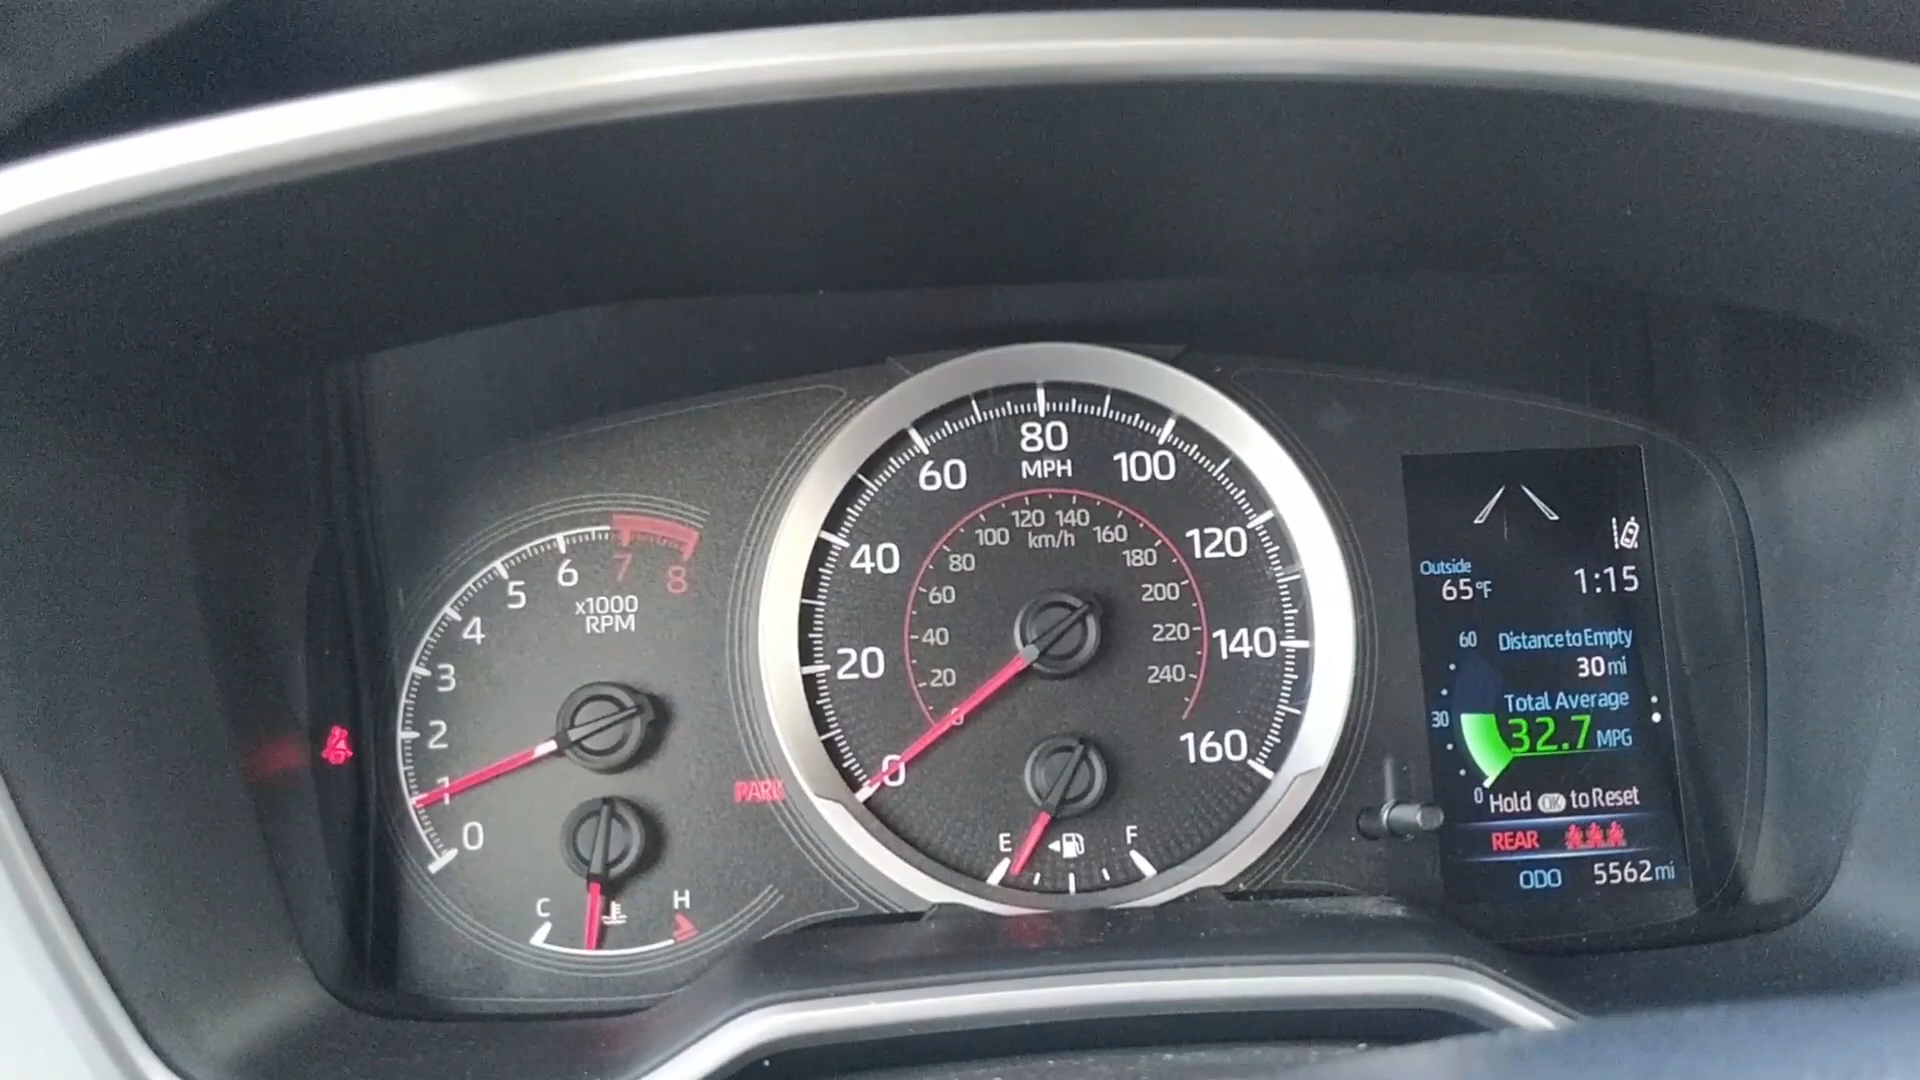 0
1
2
3
4
5
6
7
8
x1000
RPM
C
H
PARK
0
20
40
60
80
100
120
140
160
MPH
0
20
40
60
80
100
120
140
160
180
200
220
240
km/h
E
F
Outside
65°F
1:15
60
30
0
Distance to Empty
30 mi
Total Average
32.7 MPG
Hold OK to Reset
REAR
ODO 5562 mi